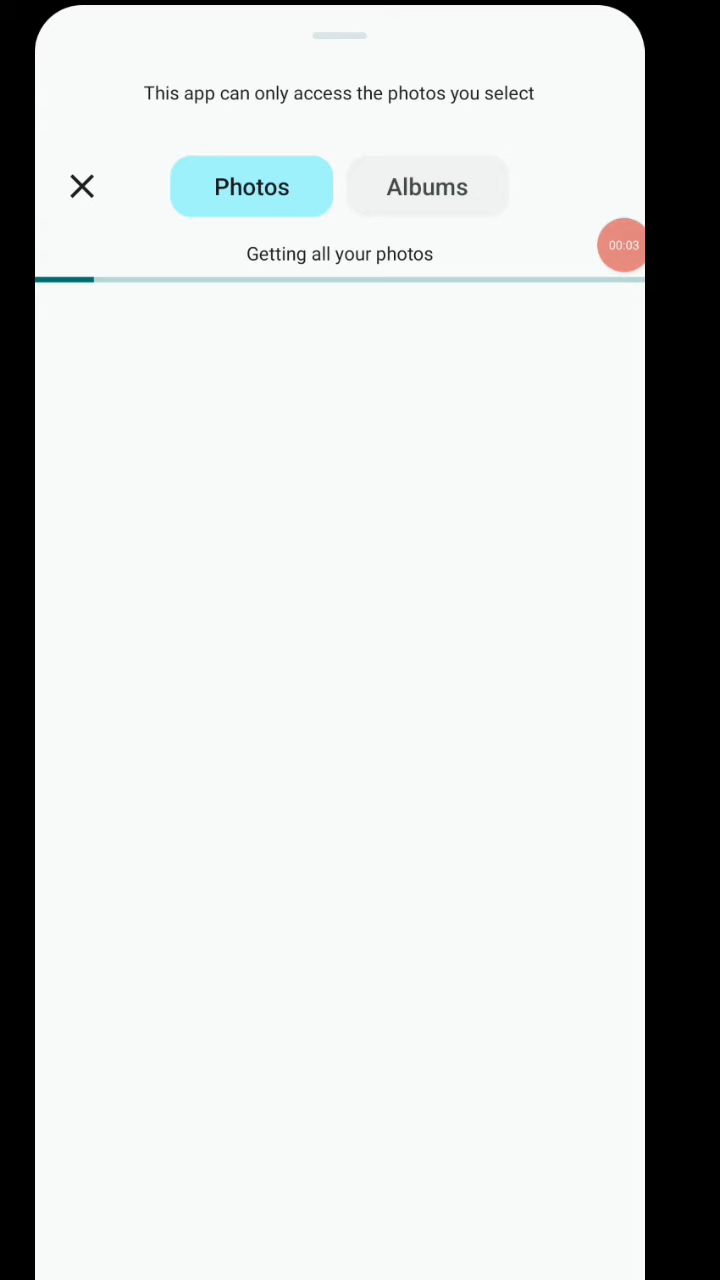 This app can only access the photos you select
Photos
Albums
Getting all your photos
00:03